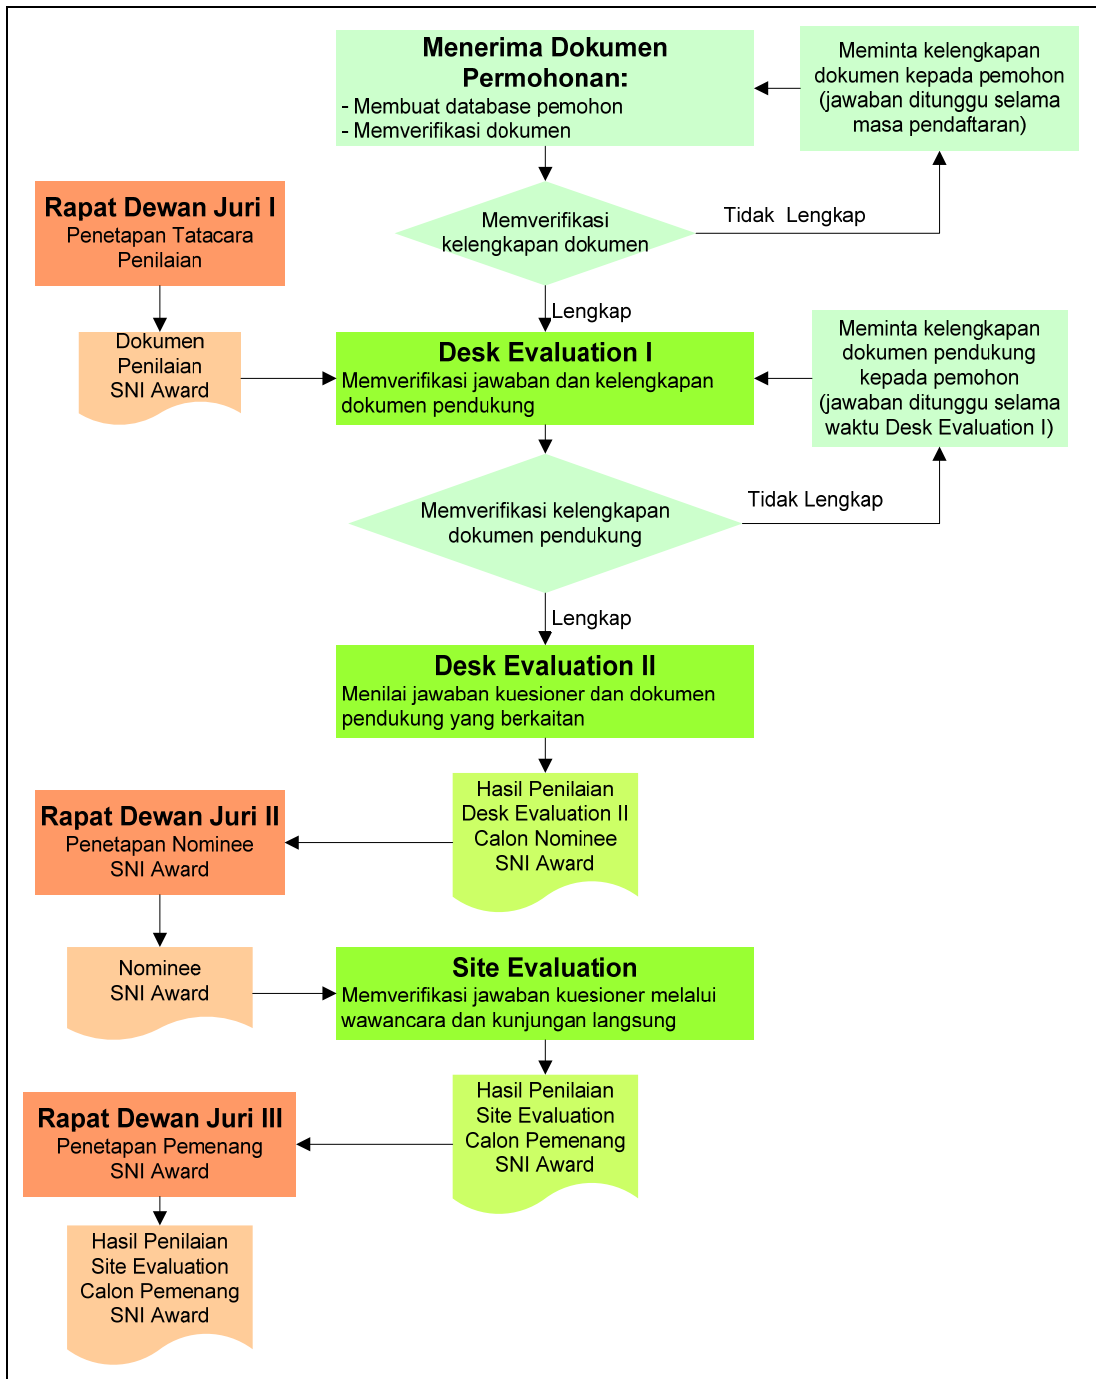 Menerima Dokumen
Permohonan:
- Membuat database pemohon
- Memverifikasi dokumen
Meminta kelengkapan
dokumen kepada pemohon
(jawaban ditunggu selama
masa pendaftaran)
Memverifikasi
kelengkapan dokumen
Tidak Lengkap
Rapat Dewan Juri I
Penetapan Tatacara
Penilaian
Lengkap
Dokumen
Penilaian
SNI Award
Desk Evaluation I
Memverifikasi jawaban dan kelengkapan
dokumen pendukung
Meminta kelengkapan
dokumen pendukung
kepada pemohon
(jawaban ditunggu selama
waktu Desk Evaluation I)
Memverifikasi kelengkapan
dokumen pendukung
Tidak Lengkap
Lengkap
Desk Evaluation II
Menilai jawaban kuesioner dan dokumen
pendukung yang berkaitan
Hasil Penilaian
Desk Evaluation II
Calon Nominee
SNI Award
Rapat Dewan Juri II
Penetapan Nominee
SNI Award
Nominee
SNI Award
Site Evaluation
Memverifikasi jawaban kuesioner melalui
wawancara dan kunjungan langsung
Hasil Penilaian
Site Evaluation
Calon Pemenang
SNI Award
Rapat Dewan Juri III
Penetapan Pemenang
SNI Award
Hasil Penilaian
Site Evaluation
Calon Pemenang
SNI Award